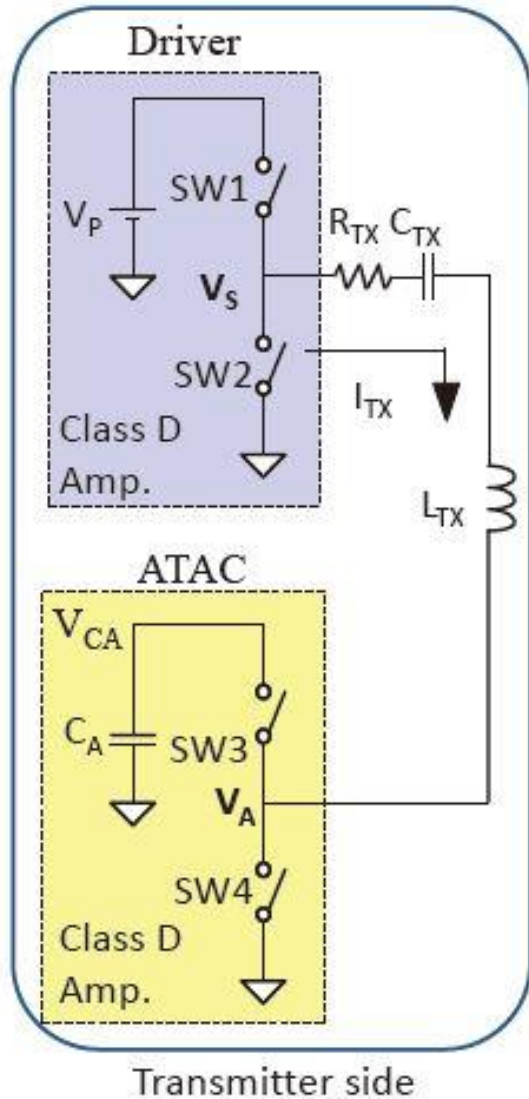 Driver
SW1
V_P
R_TX C_TX
V_S
SW2
I_TX
Class D
Amp.
L_TX
ATAC
V_CA
C_A
SW3
V_A
SW4
Class D
Amp.
Transmitter side